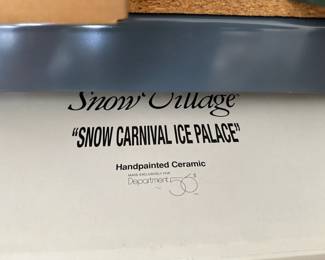 Snow Village®
"SNOW CARNIVAL ICE PALACE"
Handpainted Ceramic
MADE EXCLUSIVELY FOR
Department 56®